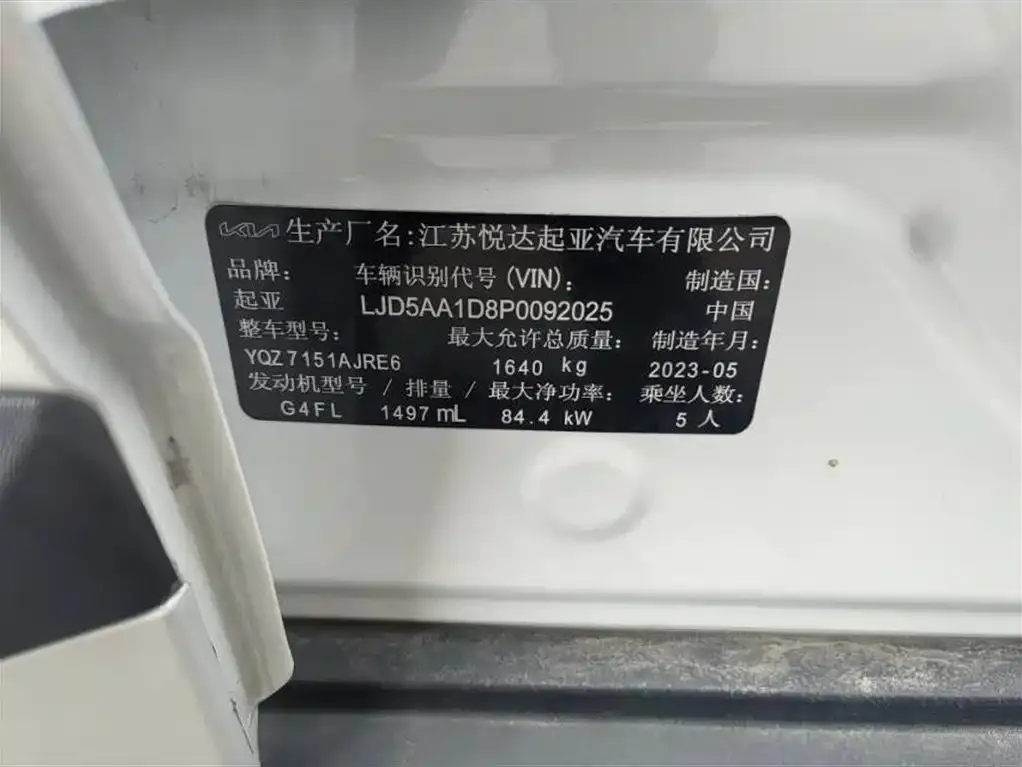 KIA 生产厂名:江苏悦达起亚汽车有限公司
品牌: 车辆识别代号(VIN): 制造国:
起亚 LJD5AA1D8P0092025 中国
整车型号: 最大允许总质量: 制造年月:
YQZ7151AJRE6 1640 kg 2023-05
发动机型号 / 排量 / 最大净功率: 乘坐人数:
G4FL 1497 mL 84.4 kW 5 人